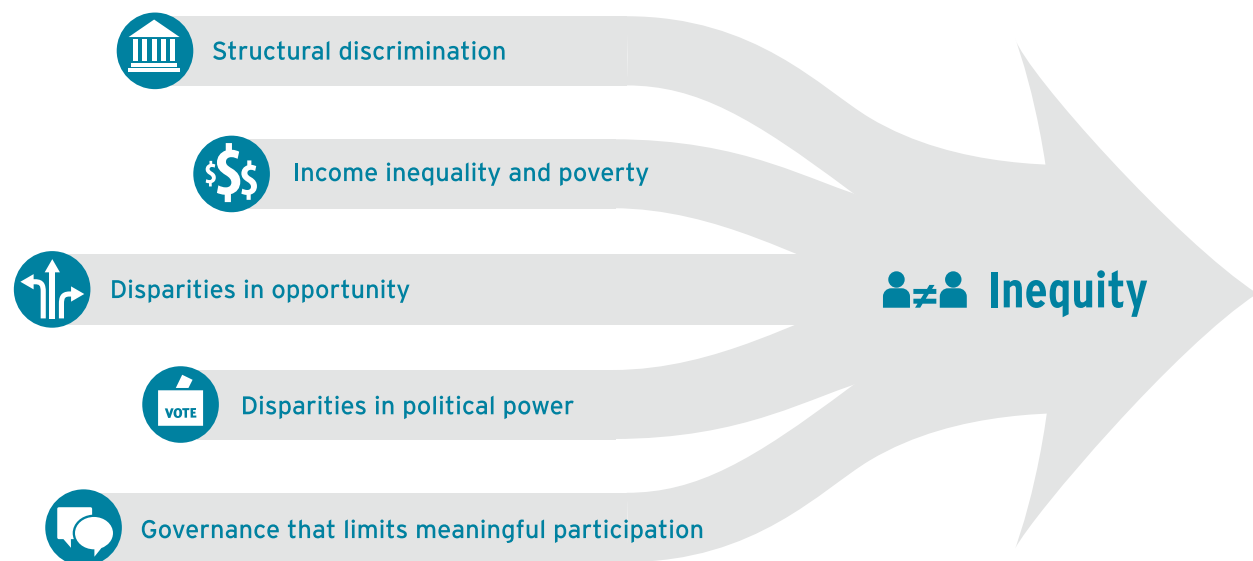 Structural discrimination
$$$
Income inequality and poverty
Disparities in opportunity
≠ Inequity
VOTE
Disparities in political power
Governance that limits meaningful participation